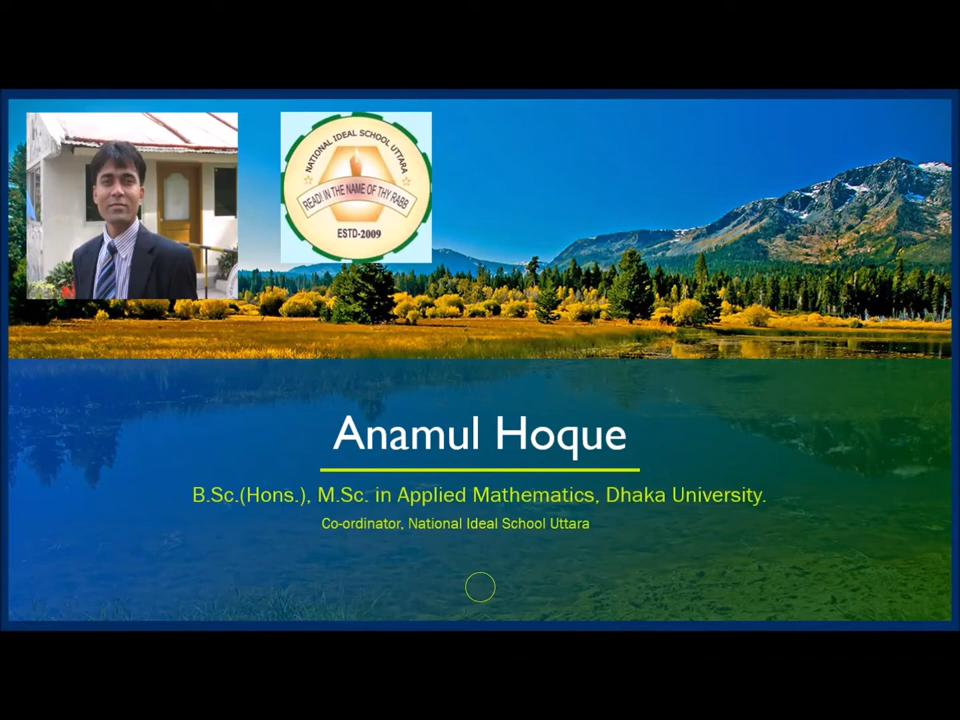 NATIONAL IDEAL SCHOOL UTTARA
READ! IN THE NAME OF THY RABB
ESTD-2009
Anamul Hoque
B.Sc.(Hons.), M.Sc. in Applied Mathematics, Dhaka University.
Co-ordinator, National Ideal School Uttara